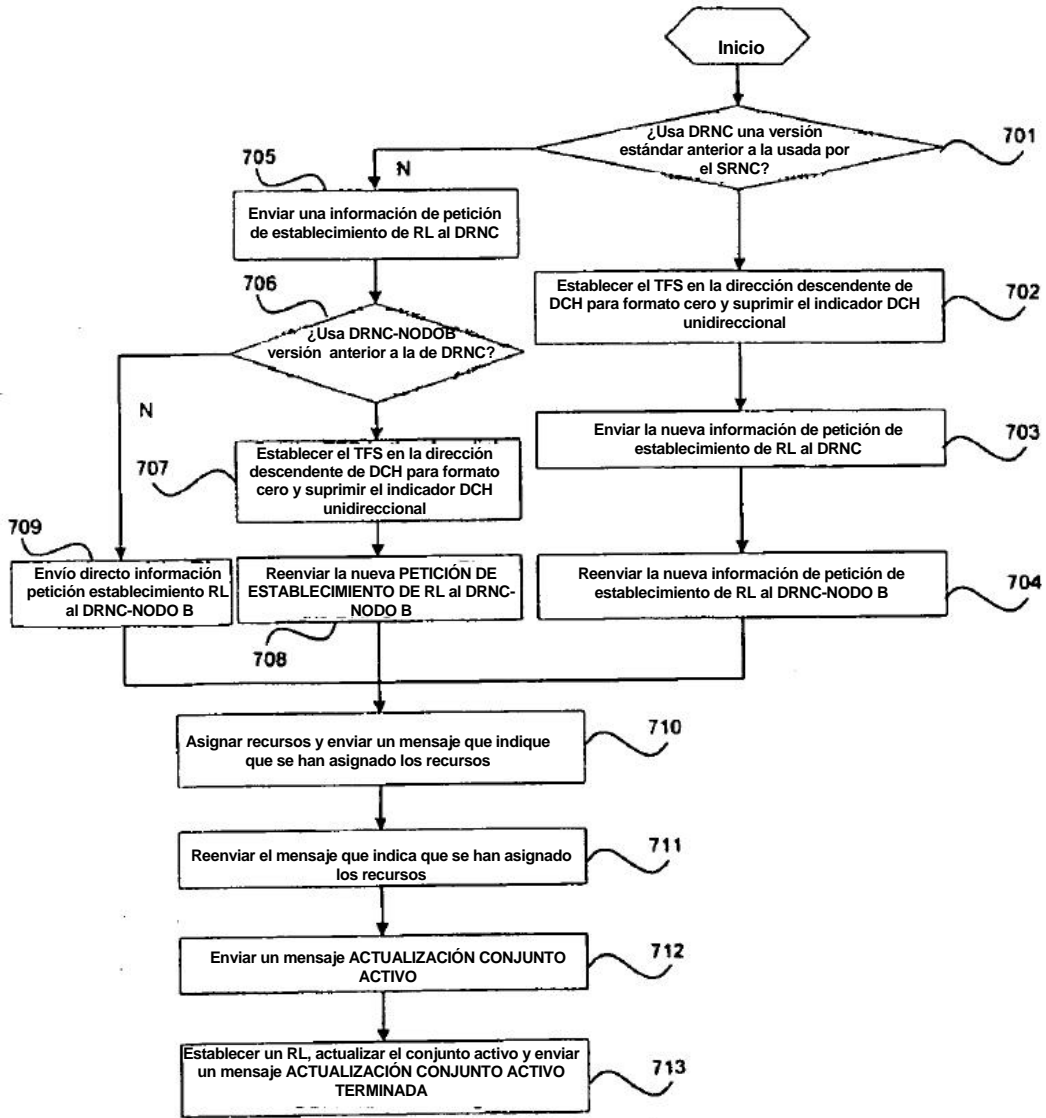 Inicio
¿Usa DRNC una versión
estándar anterior a la usada por
el SRNC?
701
N
705
Enviar una información de petición
de establecimiento de RL al DRNC
706
¿Usa DRNC-NODOB
versión anterior a la de DRNC?
N
Establecer el TFS en la dirección descendente de
DCH para formato cero y suprimir el indicador DCH
unidireccional
702
Enviar la nueva información de petición de
establecimiento de RL al DRNC
703
707
Establecer el TFS en la dirección
descendente de DCH para formato
cero y suprimir el indicador DCH
unidireccional
709
Envío directo información
petición establecimiento RL
al DRNC-NODO B
Reenviar la nueva PETICIÓN DE
ESTABLECIMIENTO DE RL al DRNC-
NODO B
708
Reenviar la nueva información de petición de
establecimiento de RL al DRNC-NODO B
704
Asignar recursos y enviar un mensaje que indique
que se han asignado los recursos
710
Reenviar el mensaje que indica que se han asignado
los recursos
711
Enviar un mensaje ACTUALIZACIÓN CONJUNTO
ACTIVO
712
Establecer un RL, actualizar el conjunto activo y enviar
un mensaje ACTUALIZACIÓN CONJUNTO ACTIVO
TERMINADA
713